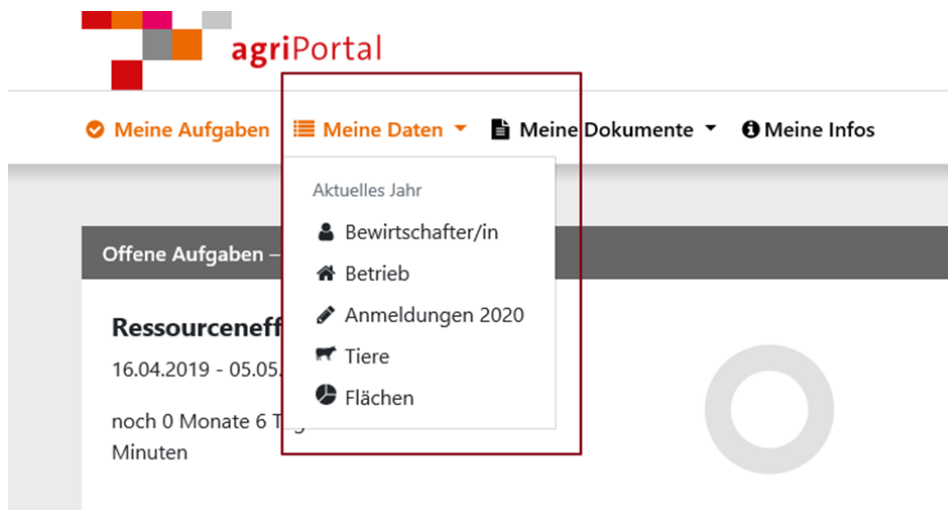 agriPortal
Meine Aufgaben Meine Daten Meine Dokumente Meine Infos
Aktuelles Jahr
Bewirtschafter/in
Betrieb
Anmeldungen 2020
Tiere
Flächen
Offene Aufgaben –
16.04.2019 - 05.05.
noch 0 Monate 6
Minuten